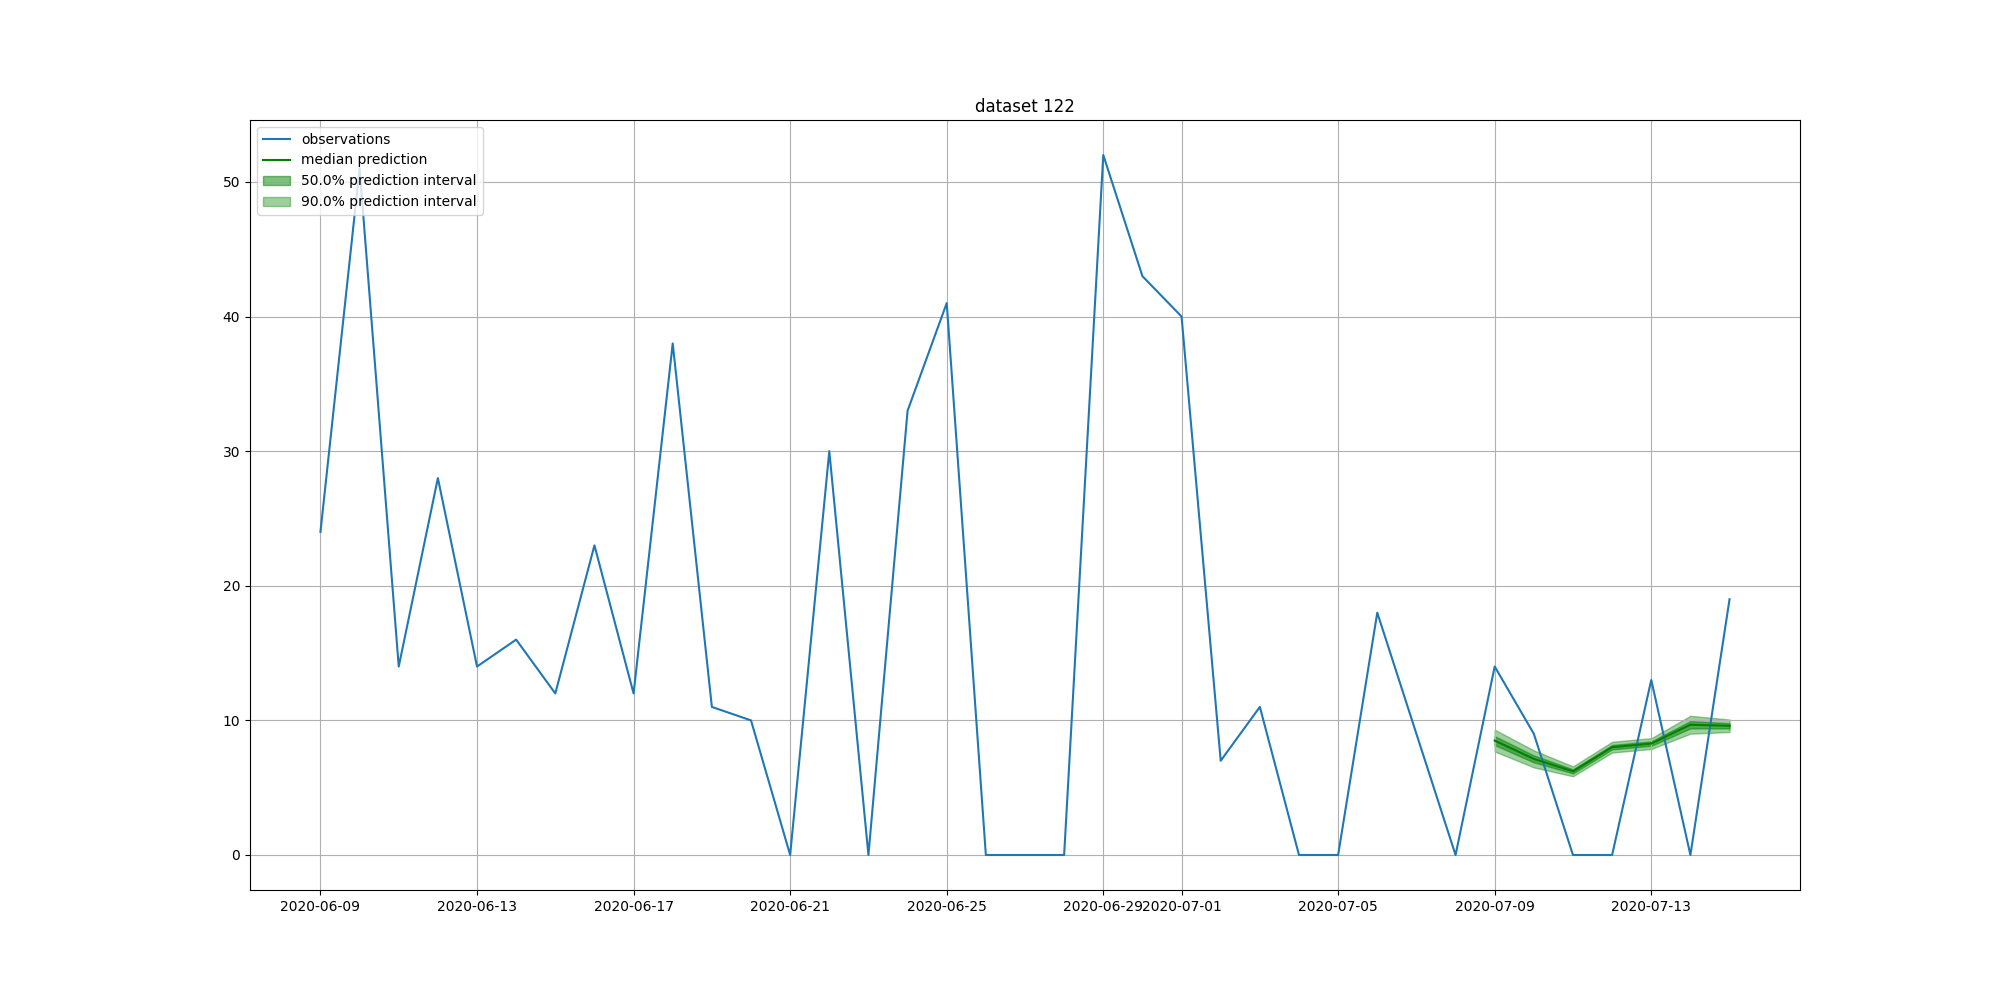 dataset 122
observations
median prediction
50.0% prediction interval
90.0% prediction interval
50
40
30
20
10
0
2020-06-09 2020-06-13 2020-06-17 2020-06-21 2020-06-25 2020-06-29 2020-07-01 2020-07-05 2020-07-09 2020-07-13